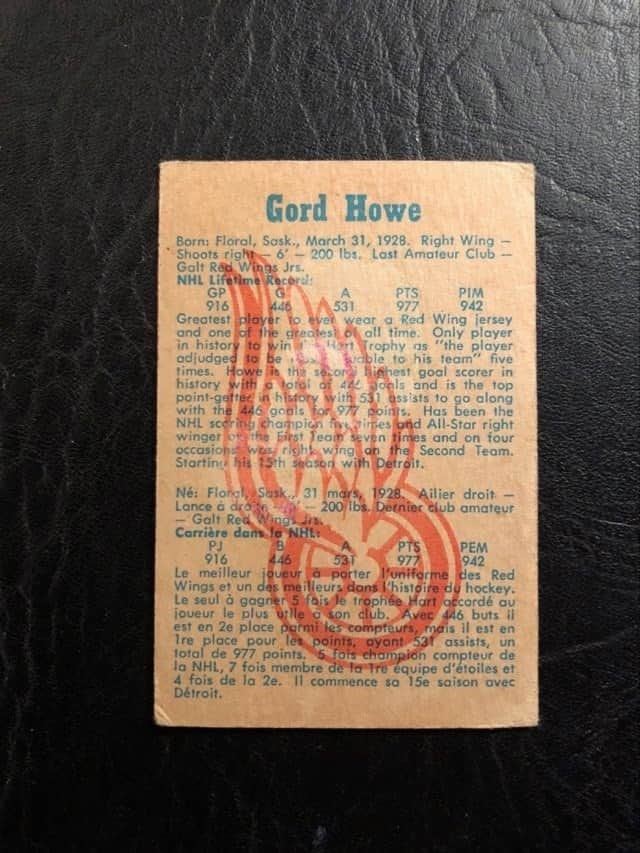 Gord Howe
Born: Floral, Sask., March 31, 1928. Right Wing —
Shoots right — 6' — 200 lbs. Last Amateur Club —
Galt Red Wings Jrs.
NHL Lifetime Record:
GP G A PTS PIM
916 446 531 977 942
Greatest player to ever wear a Red Wing jersey
and one of the greatest of all time. Only player
in history to win Hart Trophy as "the player
adjudged to be most valuable to his team" five
times. Howe is the second highest goal scorer in
history with a total of 446 goals and is the top
point-getter in history with 531 assists to go along
with the 446 goals for 977 points. Has been the
NHL scoring champion five times and All-Star right
winger on the First Team seven times and on four
occasions was right wing on the Second Team.
Starting his 15th season with Detroit.
Né: Floral, Sask., 31 mars, 1928. Ailier droit —
Lance à droite — 6' — 200 lbs. Dernier club amateur
— Galt Red Wings Jrs.
Carrière dans la NHL:
PJ B A PTS PEM
916 446 531 977 942
Le meilleur joueur à porter l'uniforme des Red
Wings et un des meilleurs dans l'histoire du hockey.
Le seul à gagner 5 fois le trophée Hart accordé au
joueur le plus utile à son club. Avec 446 buts il
est en 2e place parmi les compteurs, mais il est en
1re place pour les points, ayant 531 assists, un
total de 977 points. 5 fois champion compteur de
la NHL, 7 fois membre de la 1re équipe d'étoiles et
4 fois de la 2e. Il commence sa 15e saison avec
Détroit.